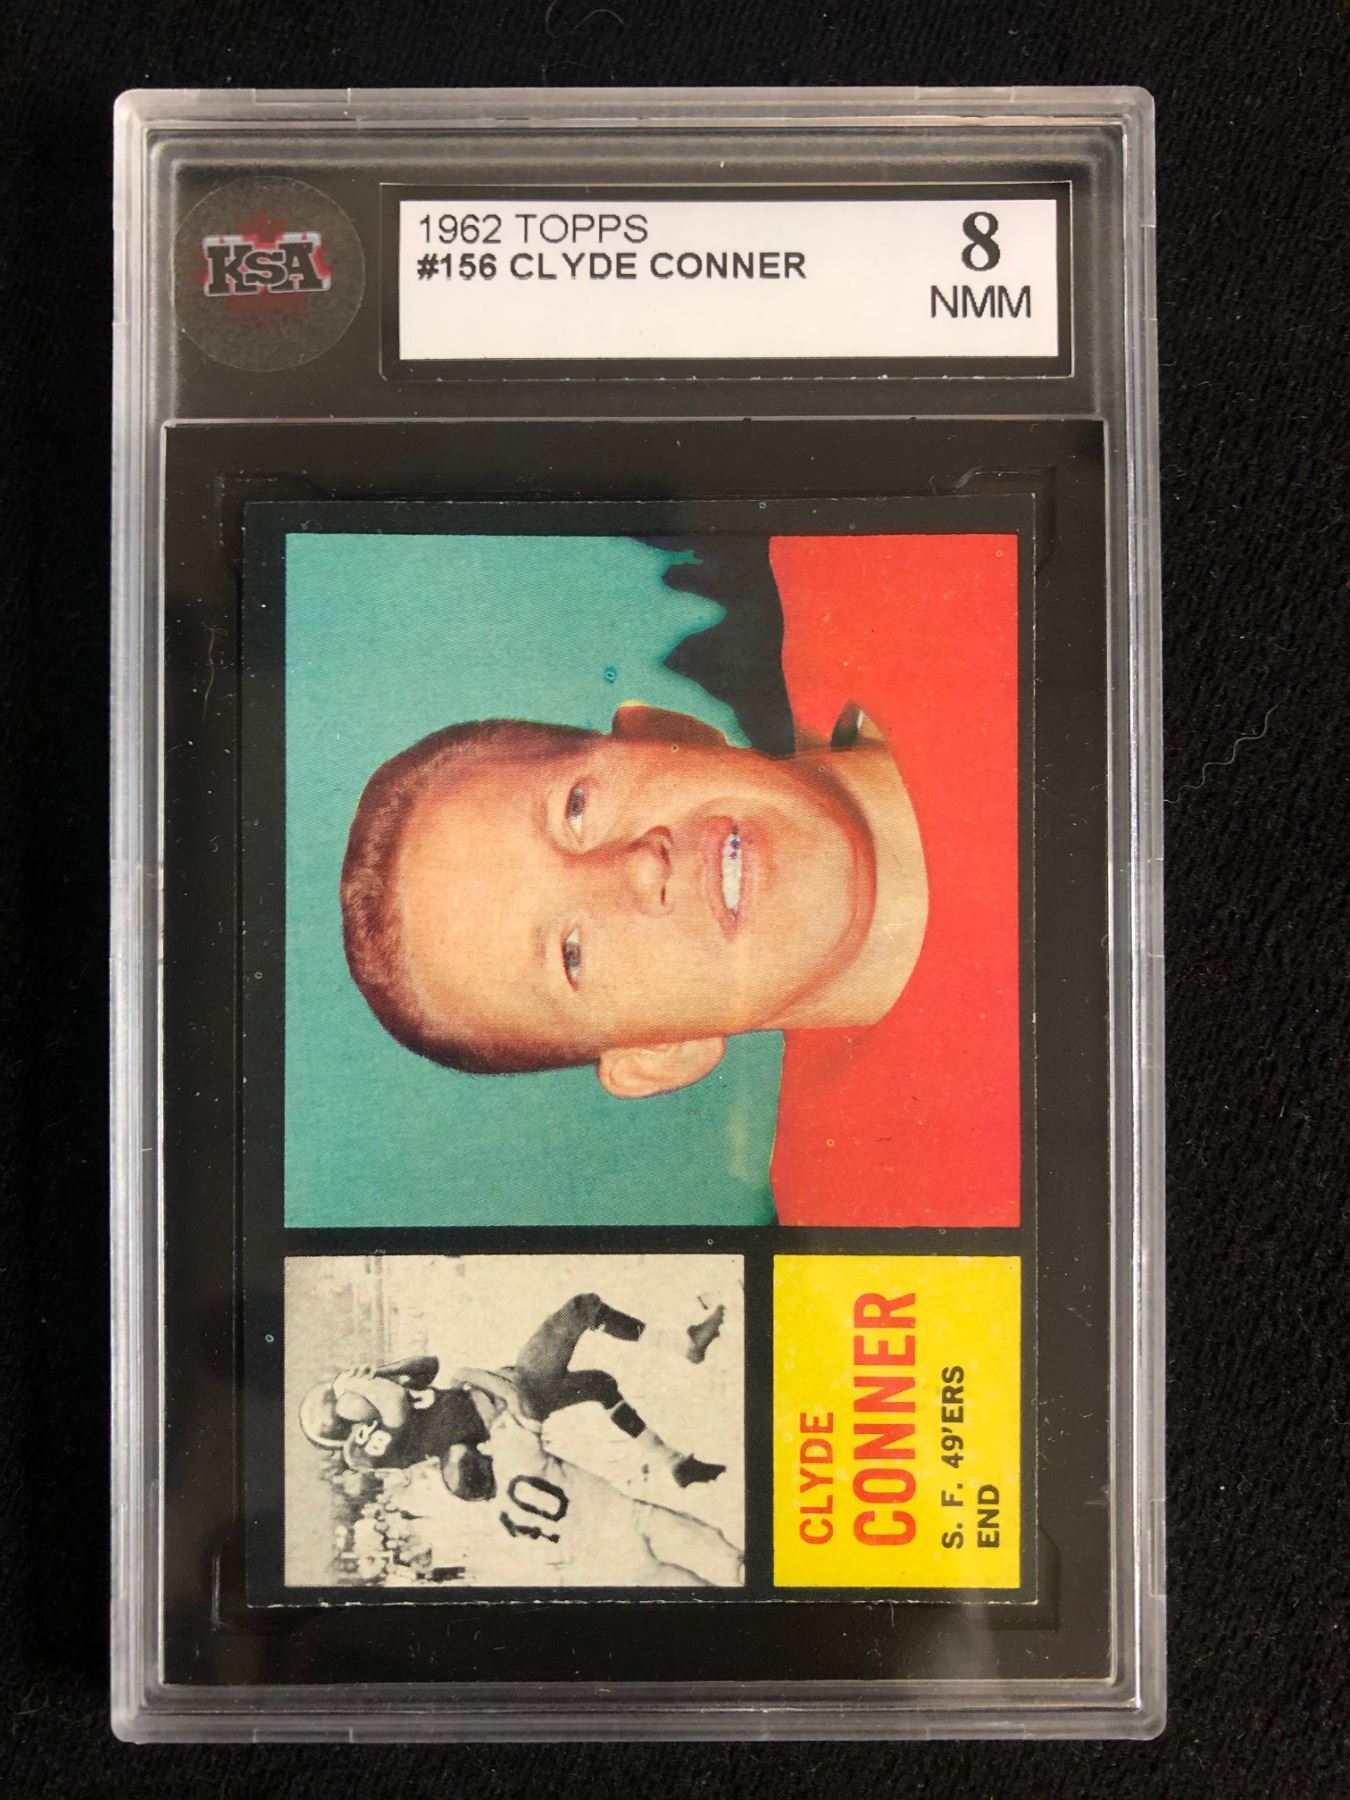 KSA
1962 TOPPS
#156 CLYDE CONNER
8
NMM
CLYDE
CONNER
S. F. 49'ERS
END
10